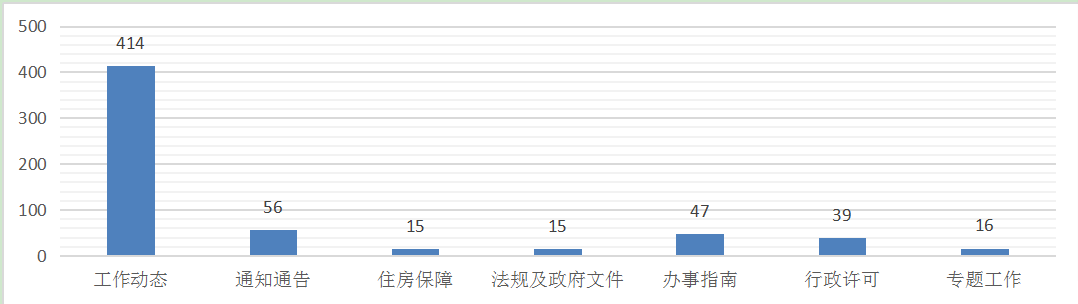 500
414
400
300
200
100
56
15
15
47
39
16
0
工作动态
通知通告
住房保障
法规及政府文件
办事指南
行政许可
专题工作